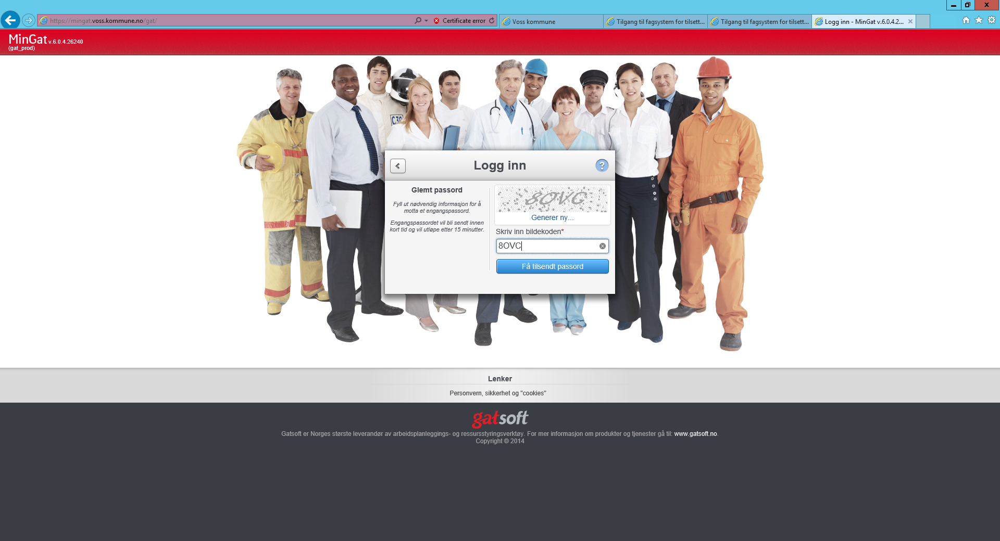 https://mingat.voss.kommune.no/gat/
Certificate error
Voss kommune
Tilgang til fagsystem for tilsett...
Tilgang til fagsystem for tilsett...
Logg inn - MinGat v.6.0.4.2...
MinGat v.6.0.4.26240
(gat_prod)
C30
Logg inn
?
Glemt passord
Fyll ut nødvendig informasjon for å
motta et engangspassord.
Engangspassordet vil bli sendt innen
kort tid og vil utløpe etter 15 minutter.
8OVC
Generer ny...
Skriv inn bildekoden*
8OVC
Få tilsendt passord
Lenker
Personvern, sikkerhet og "cookies"
gatsoft
Gatsoft er Norges største leverandør av arbeidsplanleggings- og ressursstyringsverktøy. For mer informasjon om produkter og tjenester gå til: www.gatsoft.no.
Copyright © 2014